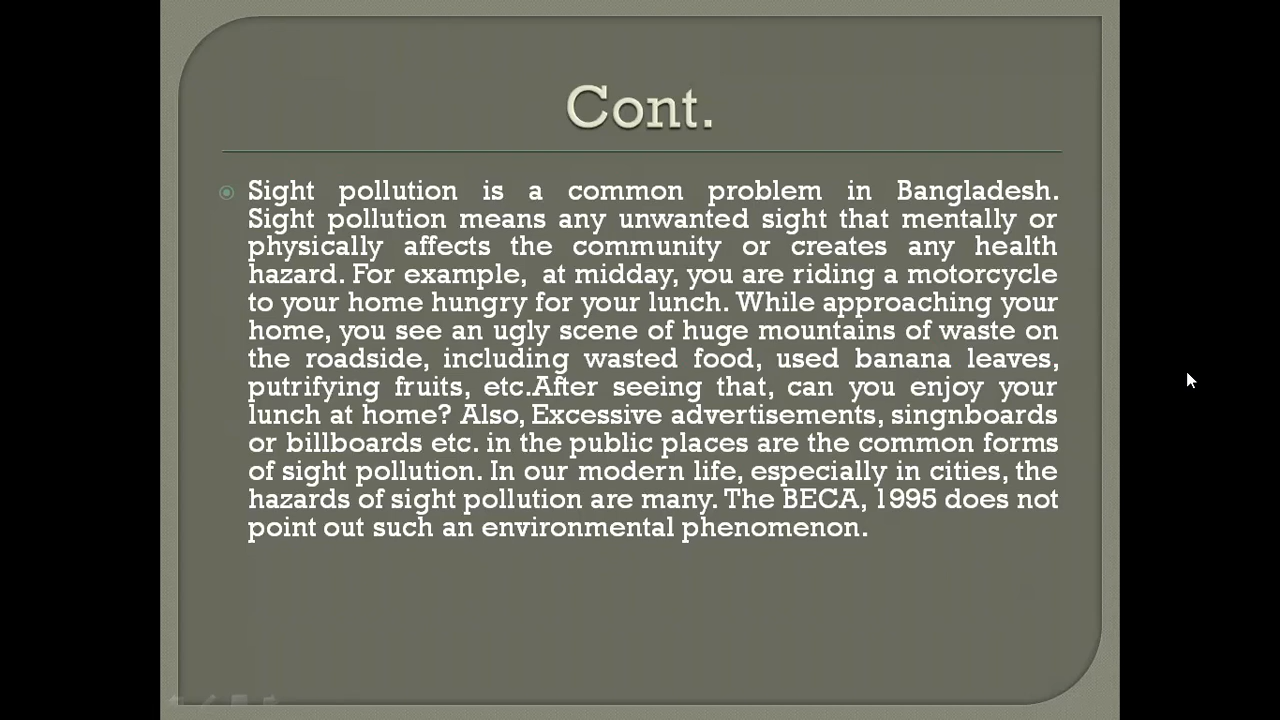 Cont.
Sight pollution is a common problem in Bangladesh.
Sight pollution means any unwanted sight that mentally or
physically affects the community or creates any health
hazard. For example, at midday, you are riding a motorcycle
to your home hungry for your lunch. While approaching your
home, you see an ugly scene of huge mountains of waste on
the roadside, including wasted food, used banana leaves,
putrifying fruits, etc.After seeing that, can you enjoy your
lunch at home? Also, Excessive advertisements, singnboards
or billboards etc. in the public places are the common forms
of sight pollution. In our modern life, especially in cities, the
hazards of sight pollution are many. The BECA, 1995 does not
point out such an environmental phenomenon.